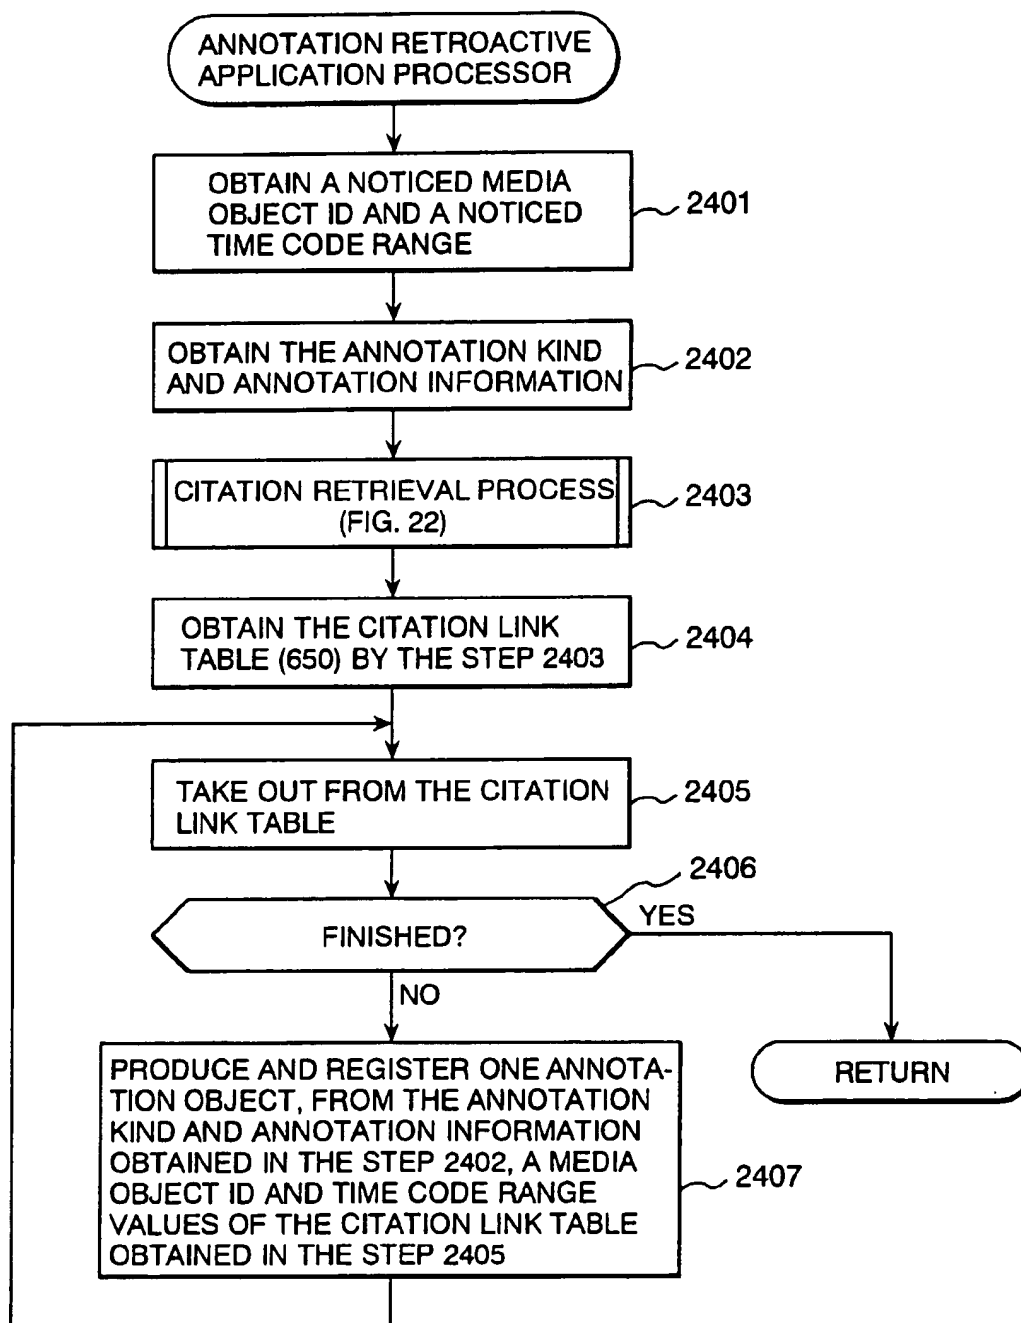 ANNOTATION RETROACTIVE
APPLICATION PROCESSOR
OBTAIN A NOTICED MEDIA
OBJECT ID AND A NOTICED
TIME CODE RANGE
2401
OBTAIN THE ANNOTATION KIND
AND ANNOTATION INFORMATION
2402
CITATION RETRIEVAL PROCESS
(FIG. 22)
2403
OBTAIN THE CITATION LINK
TABLE (650) BY THE STEP 2403
2404
TAKE OUT FROM THE CITATION
LINK TABLE
2405
2406
FINISHED?
YES
NO
PRODUCE AND REGISTER ONE ANNOTA-
TION OBJECT, FROM THE ANNOTATION
KIND AND ANNOTATION INFORMATION
OBTAINED IN THE STEP 2402, A MEDIA
OBJECT ID AND TIME CODE RANGE
VALUES OF THE CITATION LINK TABLE
OBTAINED IN THE STEP 2405
2407
RETURN